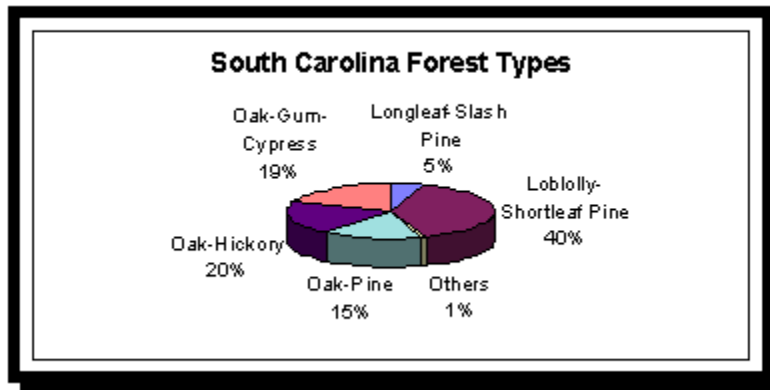 South Carolina Forest Types
Oak-Gum-
Cypress
19%
Longleaf-Slash
Pine
5%
Loblolly-
Shortleaf Pine
40%
Oak-Hickory
20%
Oak-Pine
15%
Others
1%